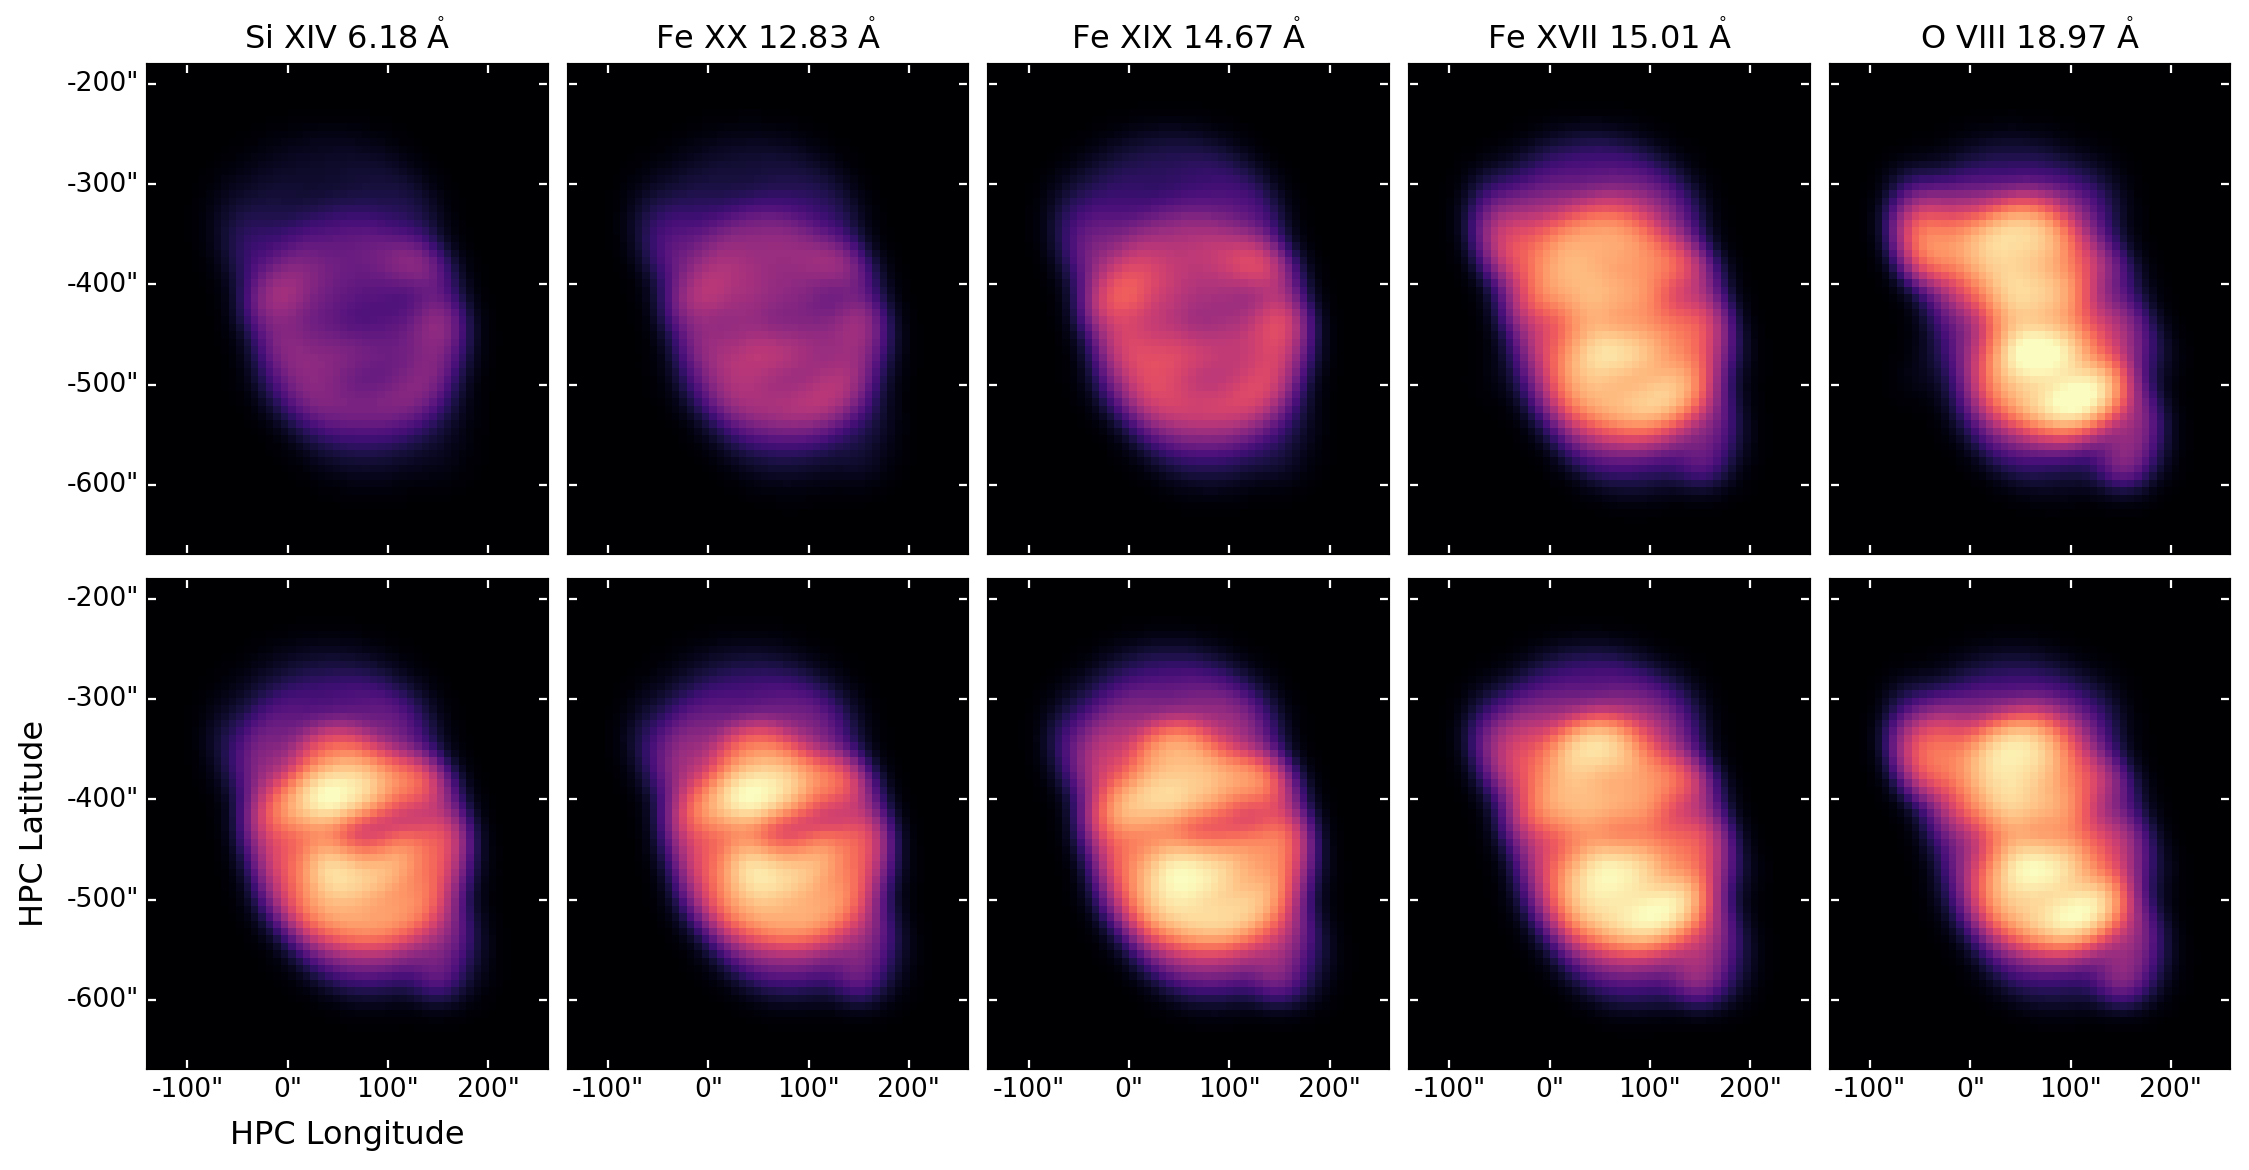 Si XIV 6.18 Å
Fe XX 12.83 Å
Fe XIX 14.67 Å
Fe XVII 15.01 Å
O VIII 18.97 Å
-200"
-300"
-400"
-500"
-600"
-200"
-300"
-400"
-500"
-600"
HPC Latitude
-100" 0" 100" 200"
-100" 0" 100" 200"
-100" 0" 100" 200"
-100" 0" 100" 200"
-100" 0" 100" 200"
HPC Longitude